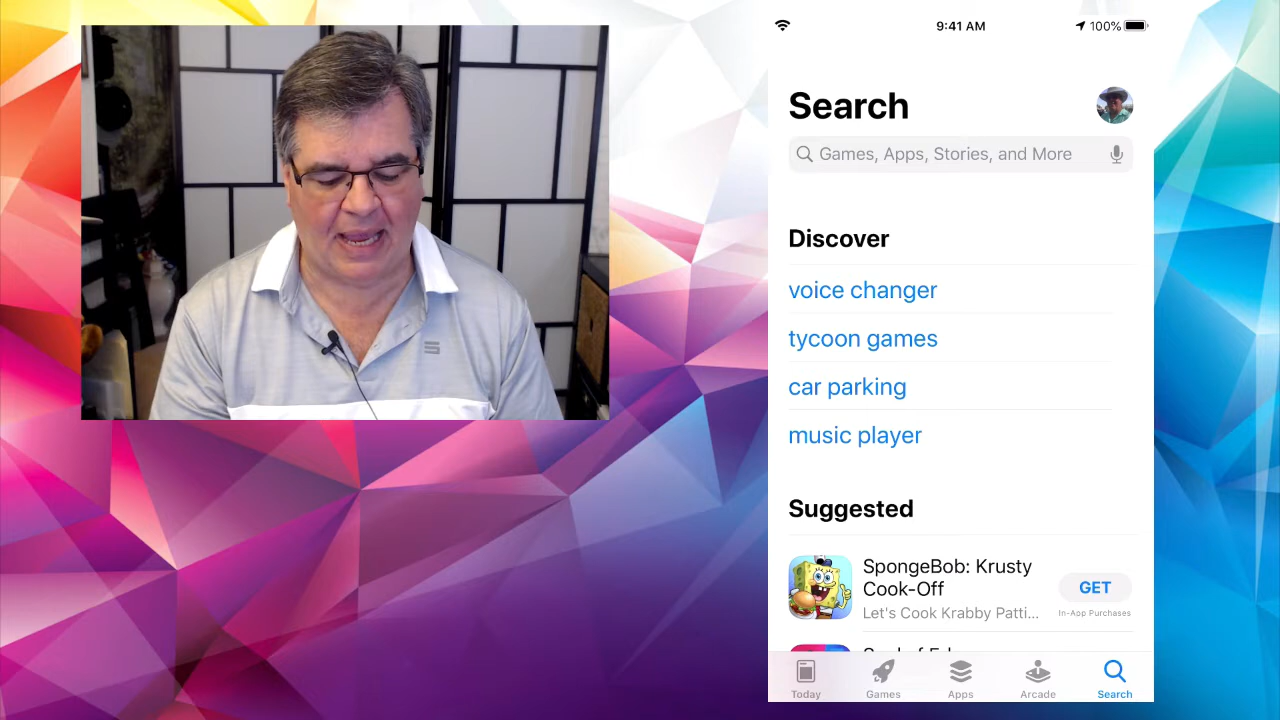 9:41 AM
100%
Search
Games, Apps, Stories, and More
Discover
voice changer
tycoon games
car parking
music player
Suggested
SpongeBob: Krusty
Cook-Off
GET
Let's Cook Krabby Patti...
In-App Purchases
Today
Games
Apps
Arcade
Search